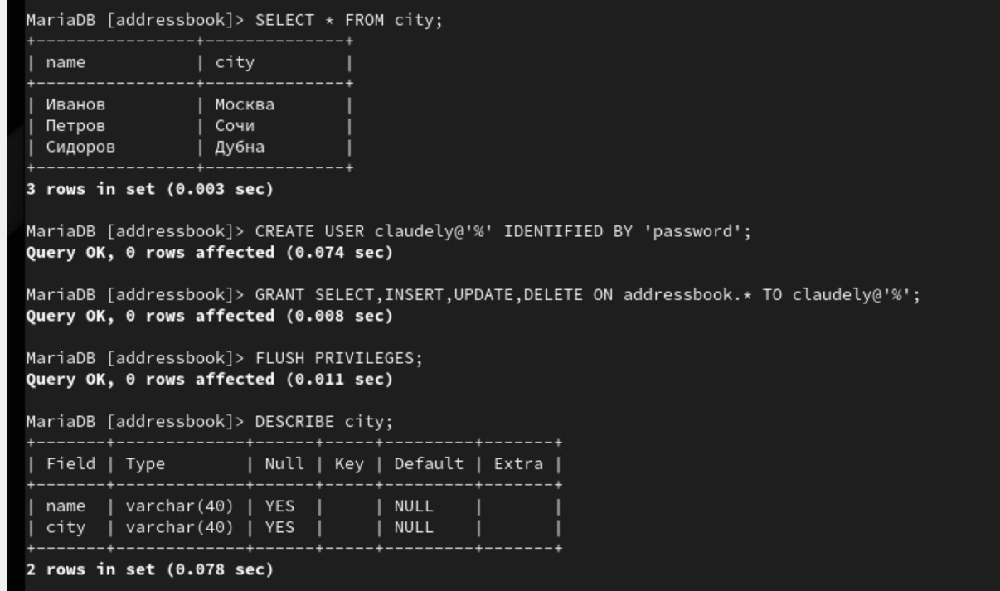 MariaDB [addressbook]> SELECT * FROM city;
+----------------+--------------+
| name           | city         |
+----------------+--------------+
| Иванов         | Москва       |
| Петров         | Сочи         |
| Сидоров        | Дубна        |
+----------------+--------------+
3 rows in set (0.003 sec)
MariaDB [addressbook]> CREATE USER claudely@'%' IDENTIFIED BY 'password';
Query OK, 0 rows affected (0.074 sec)
MariaDB [addressbook]> GRANT SELECT,INSERT,UPDATE,DELETE ON addressbook.* TO claudely@'%';
Query OK, 0 rows affected (0.008 sec)
MariaDB [addressbook]> FLUSH PRIVILEGES;
Query OK, 0 rows affected (0.011 sec)
MariaDB [addressbook]> DESCRIBE city;
+-------+-------------+------+-----+---------+-------+
| Field | Type        | Null | Key | Default | Extra |
+-------+-------------+------+-----+---------+-------+
| name  | varchar(40) | YES  |     | NULL    |       |
| city  | varchar(40) | YES  |     | NULL    |       |
+-------+-------------+------+-----+---------+-------+
2 rows in set (0.078 sec)